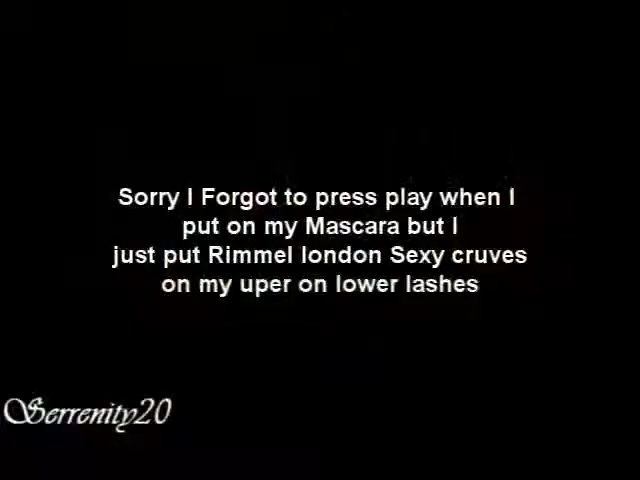 Sorry I Forgot to press play when I
put on my Mascara but I
just put Rimmel london Sexy cruves
on my uper on lower lashes
Serrenity20